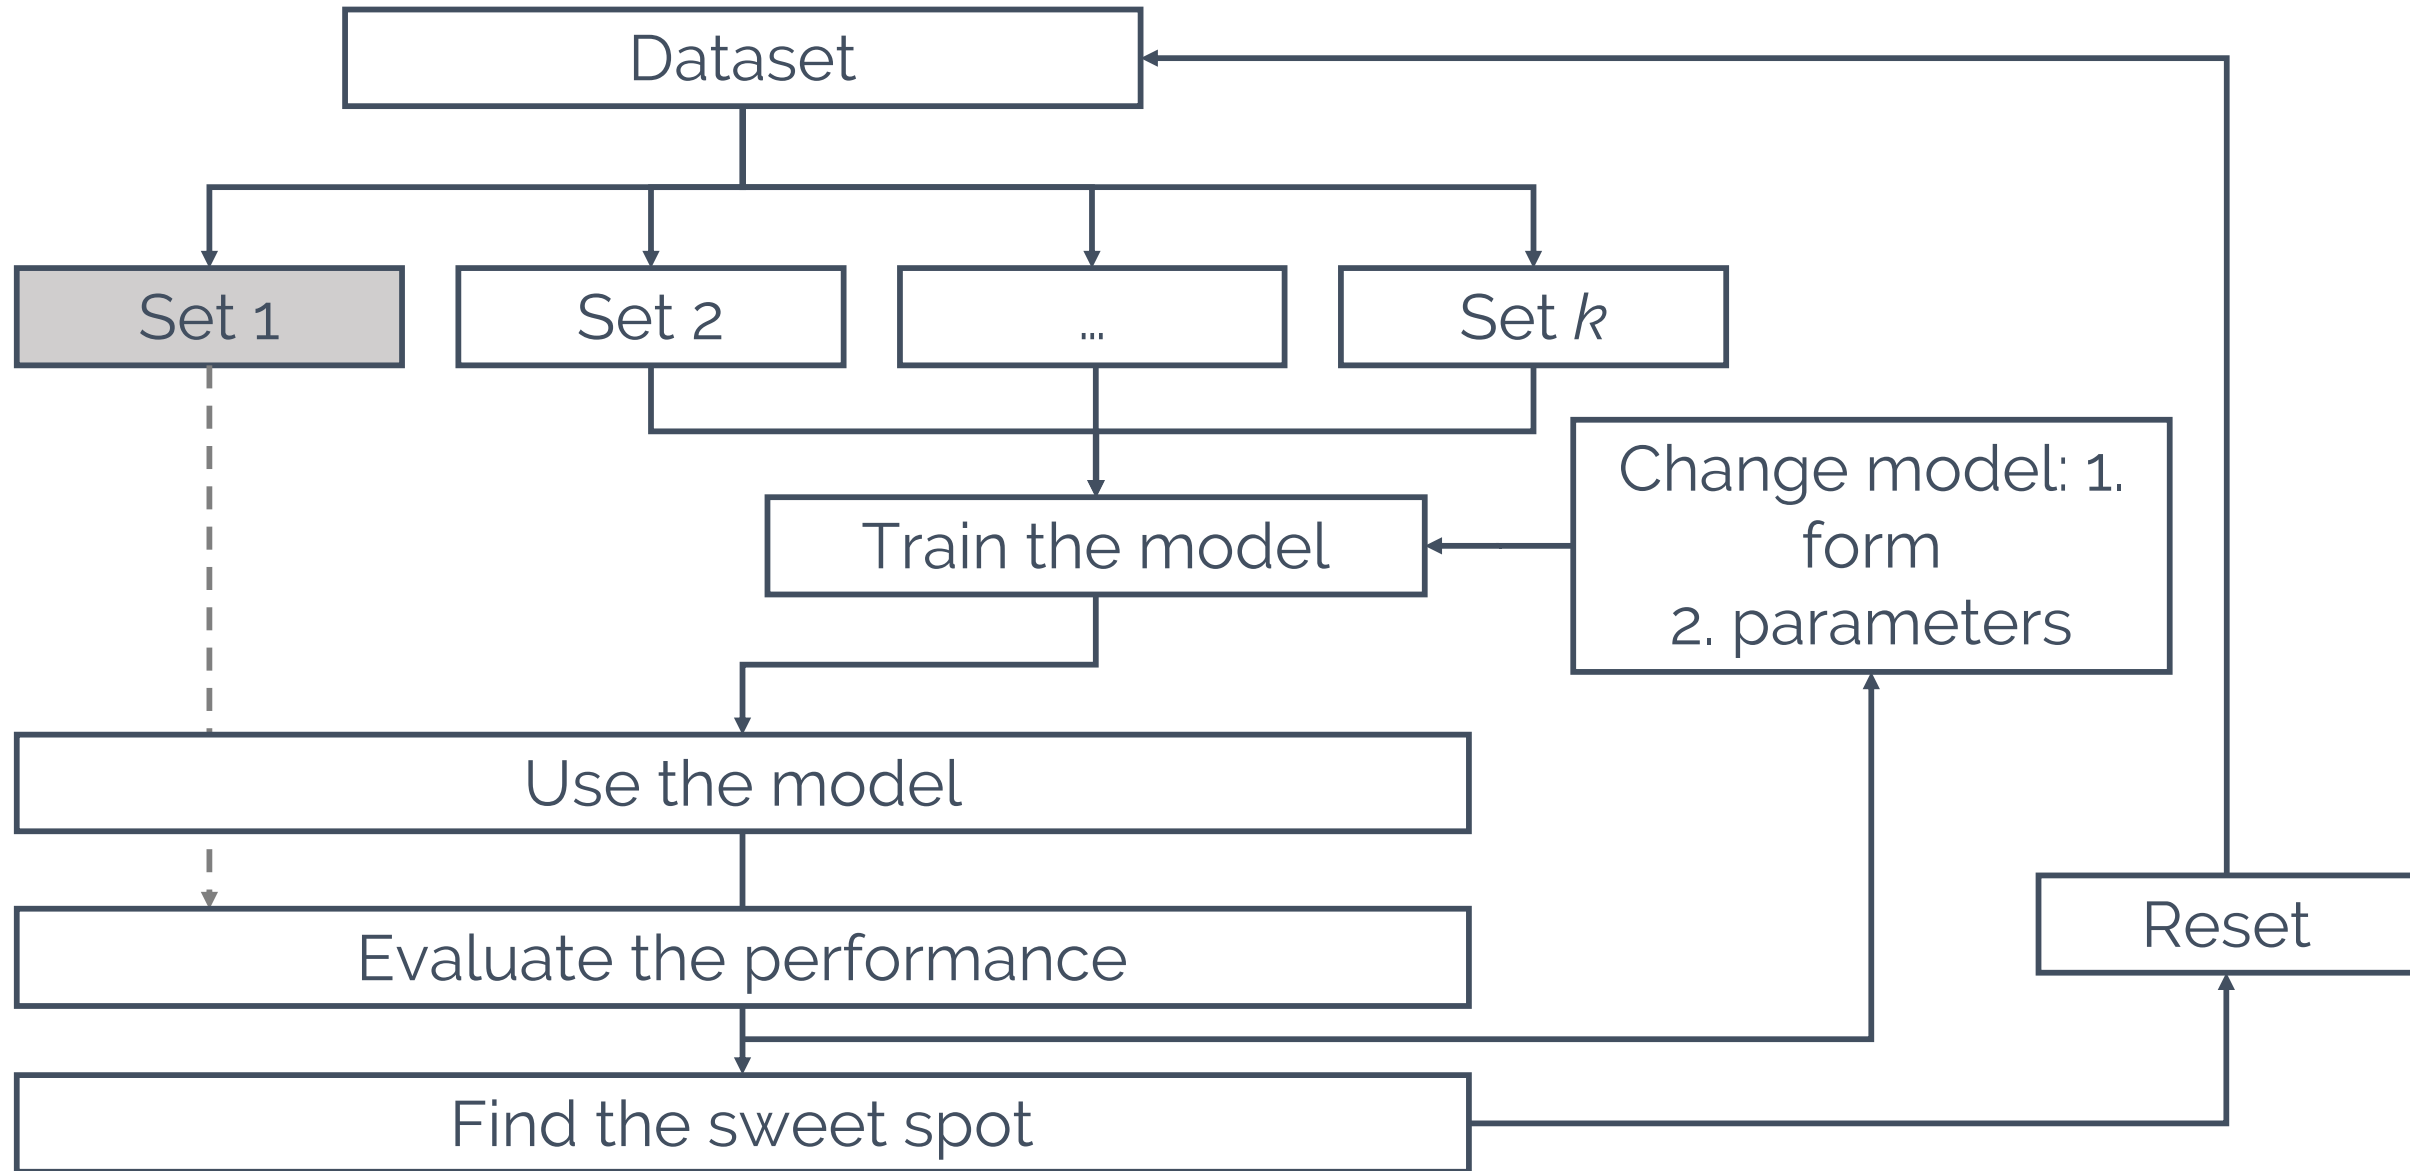 Dataset
Set 1
Set 2
...
Set k
Change model: 1.
form
2. parameters
Train the model
Use the model
Evaluate the performance
Reset
Find the sweet spot